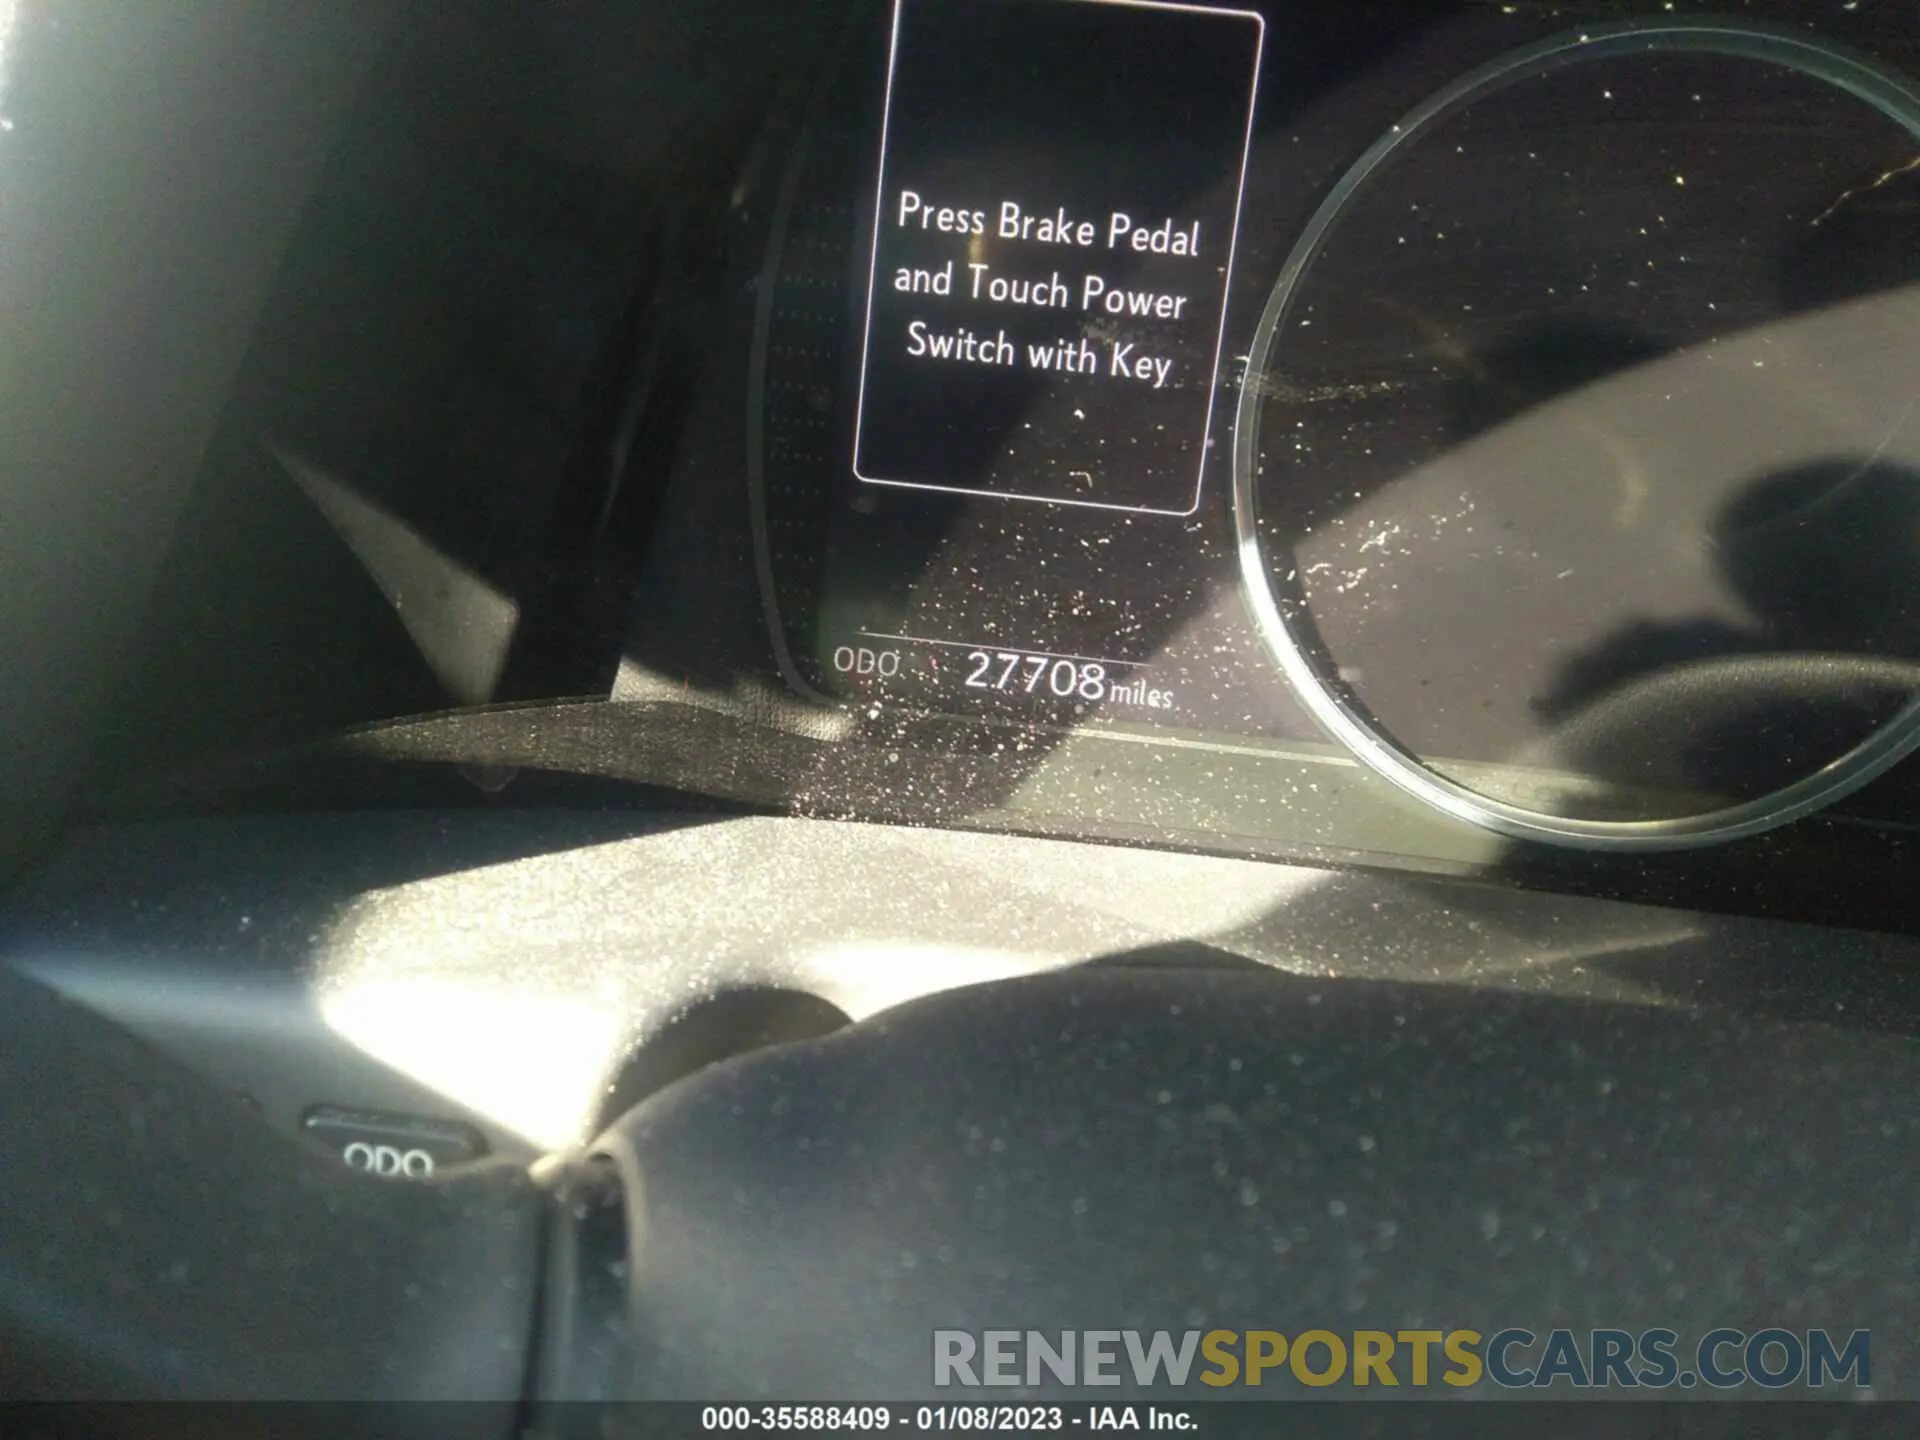 Press Brake Pedal
and Touch Power
Switch with Key
ODO 27708 miles
ODO
RENEWSPORTSCARS.COM
000-35588409 - 01/08/2023 - IAA Inc.